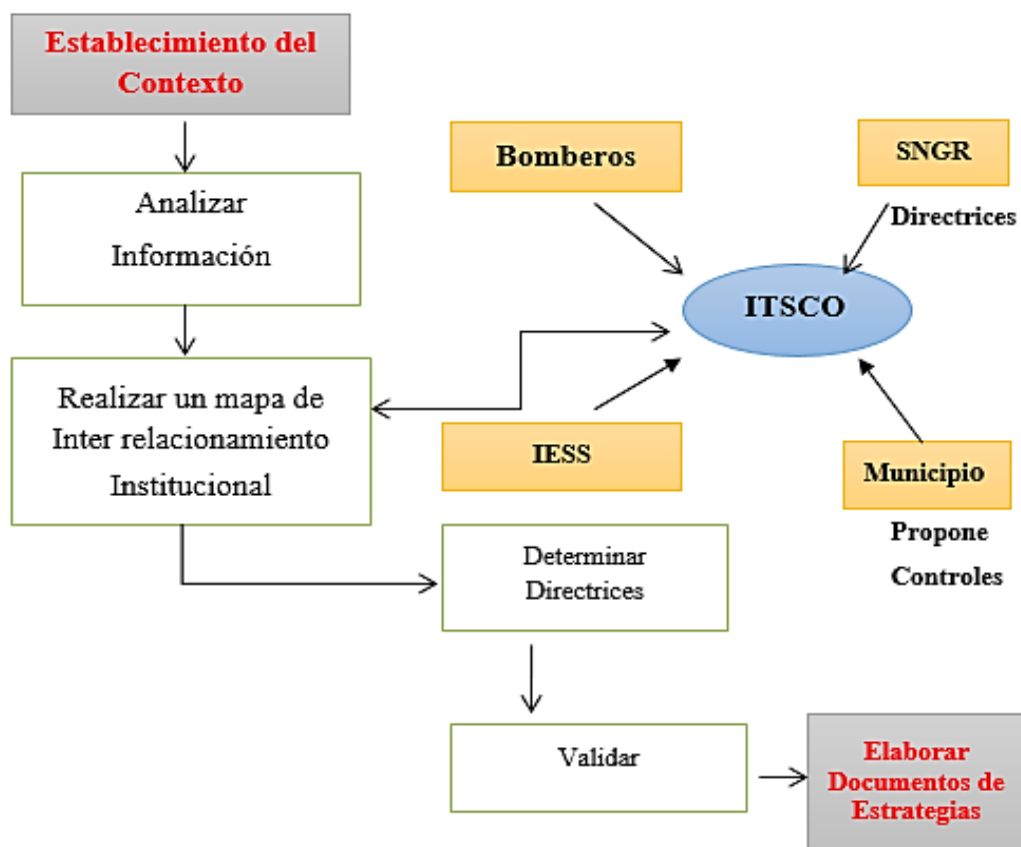 Establecimiento del
Contexto
Analizar
Información
Realizar un mapa de
Inter relacionamiento
Institucional
Bomberos
SNGR
Directrices
ITSCO
IESS
Municipio
Propone
Controles
Determinar
Directrices
Validar
Elaborar
Documentos de
Estrategias